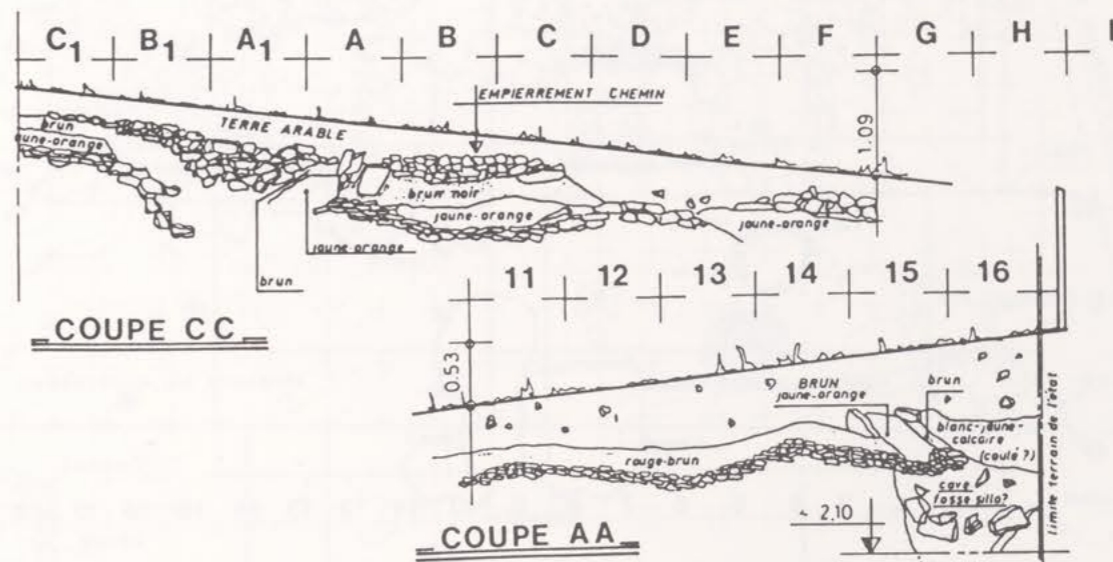 C1 B1 A1 A B C D E F G H
EMPIERREMENT CHEMIN
TERRE ARABLE
1.09
brun
jaune-orange
brun noir
jaune-orange
jaune-orange
jaune-orange
brun
COUPE CC
11 12 13 14 15 16
0.53
BRUN
jaune-orange
brun
blanc-jaune-
calcaire
(coulé ?)
rouge-brun
cave
fosse sillo?
2.10
limite terrain de l'état
COUPE AA